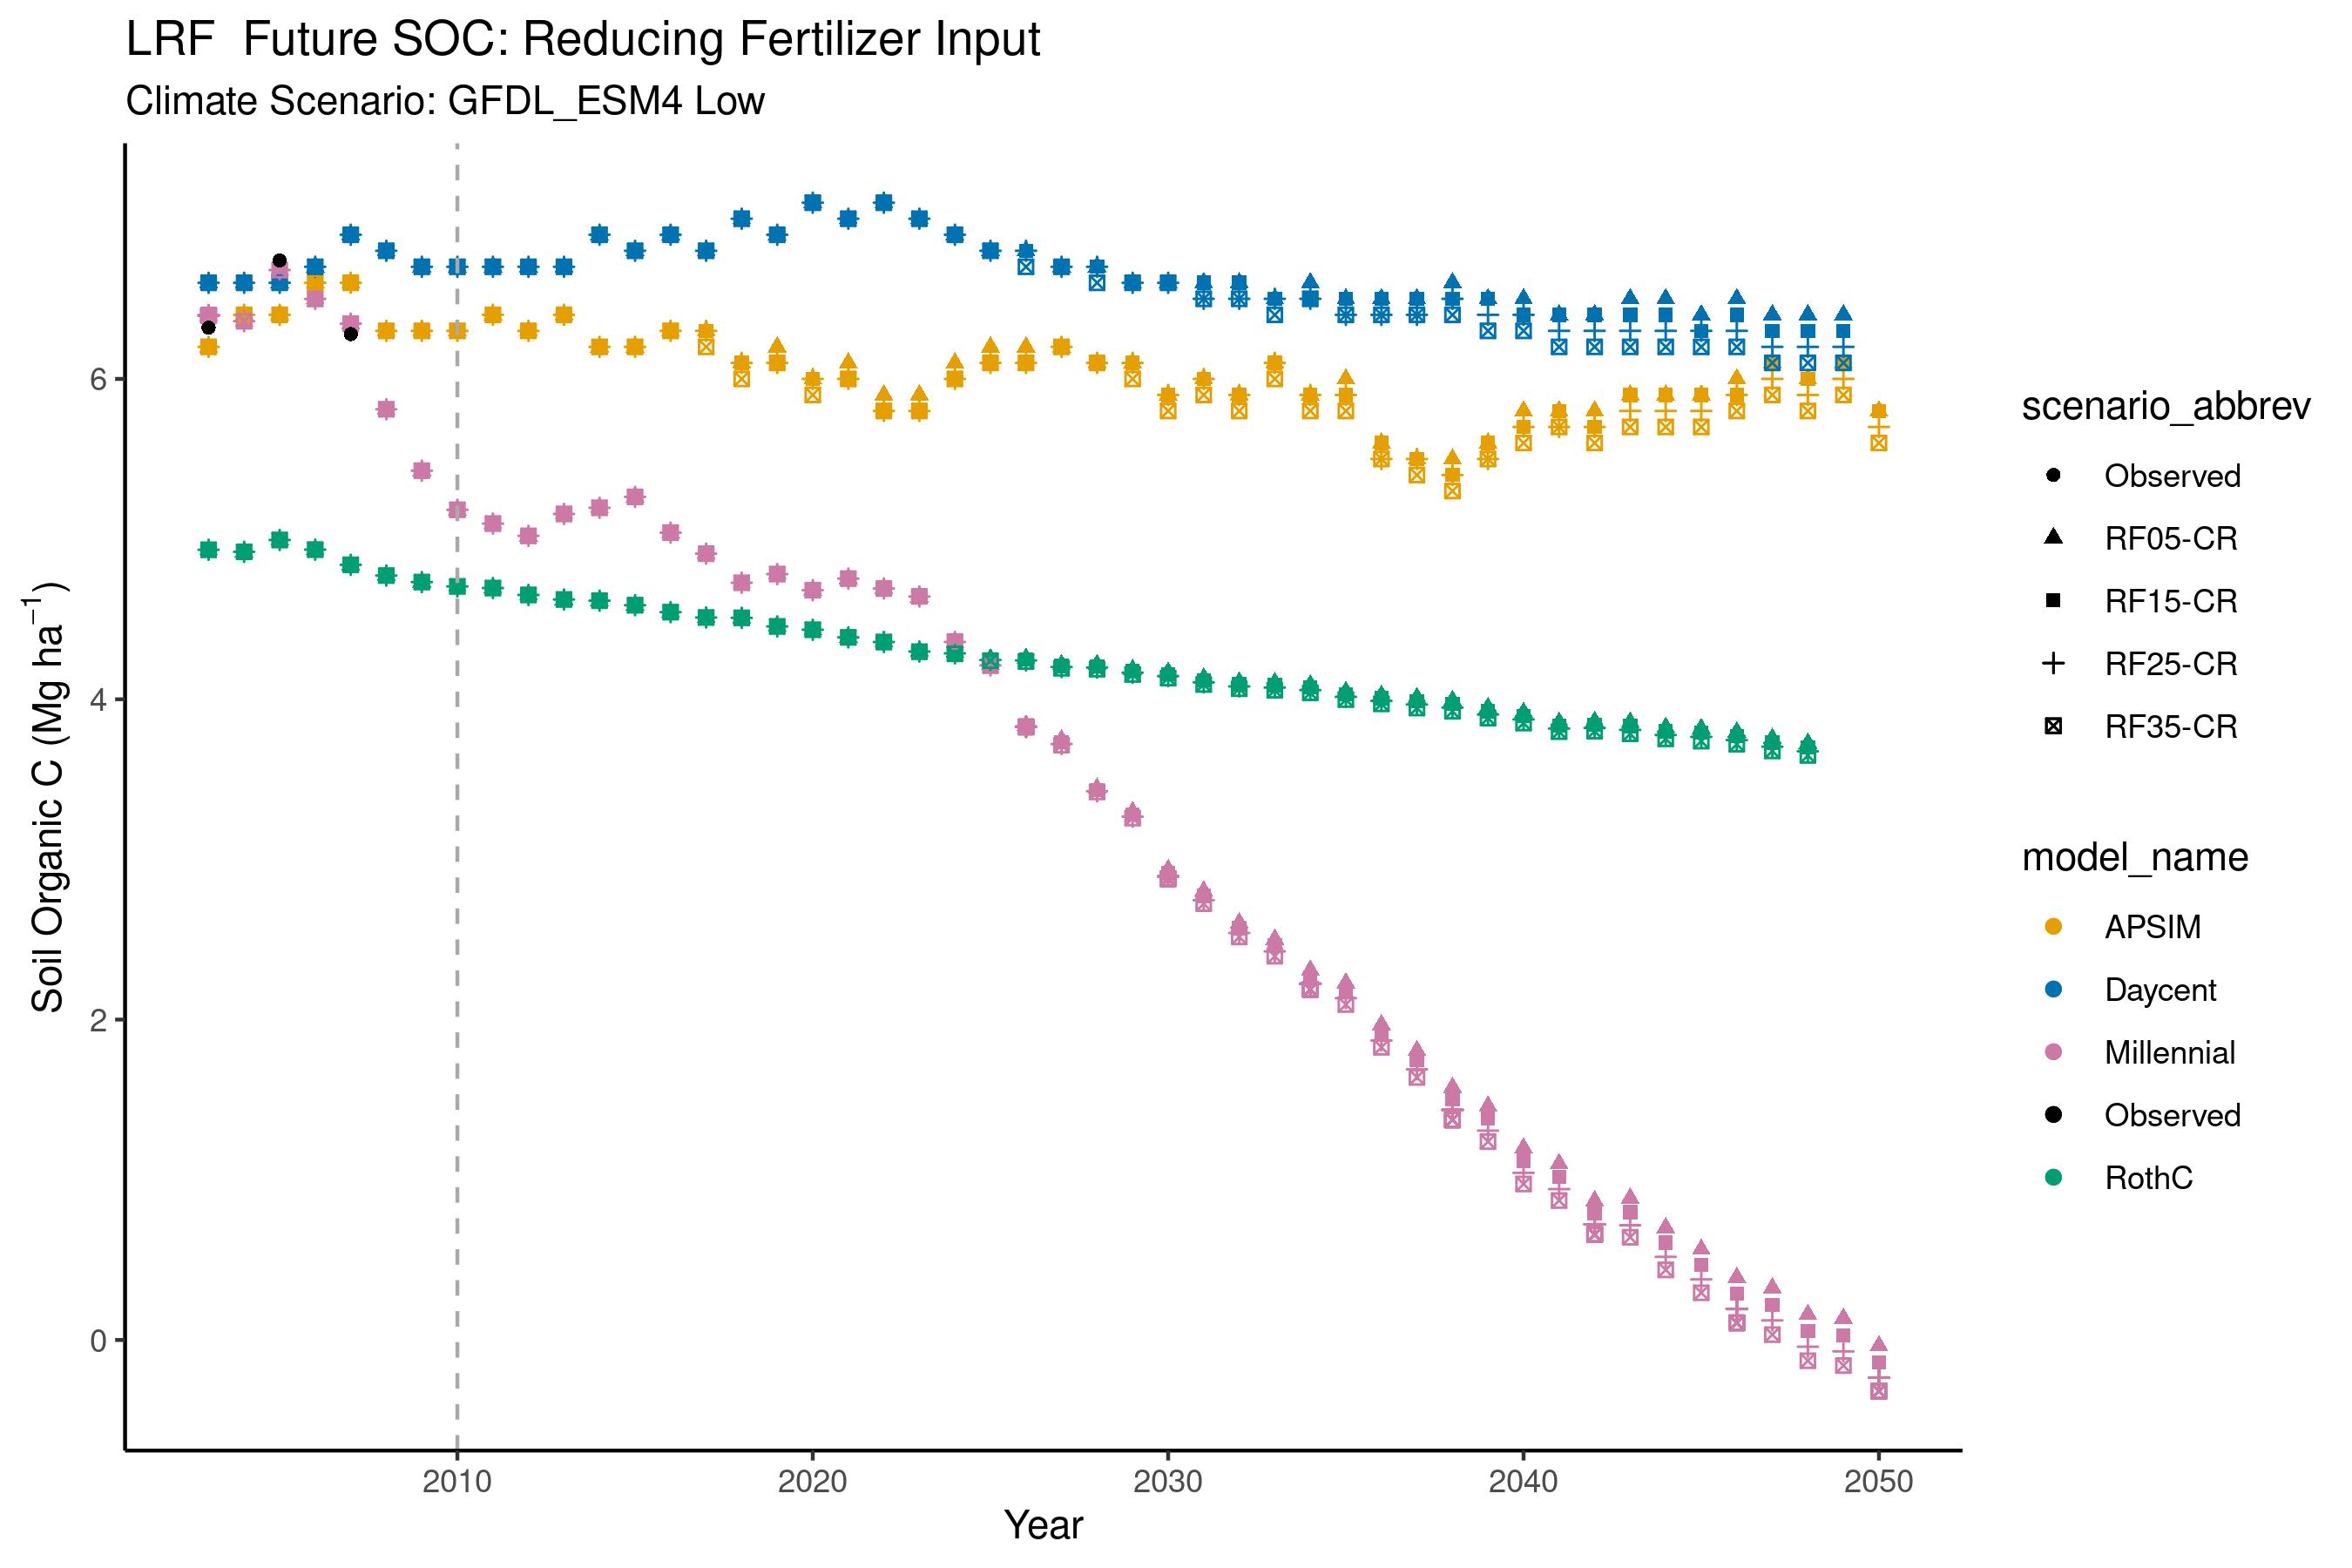 LRF  Future SOC: Reducing Fertilizer Input
Climate Scenario: GFDL_ESM4 Low
Soil Organic C (Mg ha⁻¹)
6
4
2
0
2010
2020
2030
2040
2050
Year
scenario_abbrev
Observed
RF05-CR
RF15-CR
RF25-CR
RF35-CR
model_name
APSIM
Daycent
Millennial
Observed
RothC